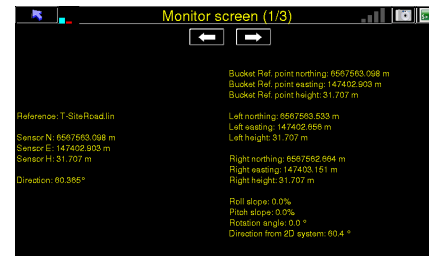 Monitor screen (1/3)
Bucket Ref. point northing: 6567563.098 m
Bucket Ref. point easting: 147402.903 m
Bucket Ref. point height: 31.707 m
Reference: T-SiteRoad.lin
Left northing: 6567563.533 m
Left easting: 147402.656 m
Left height: 31.707 m
Sensor N: 6567563.098 m
Sensor E: 147402.903 m
Sensor H: 31.707 m
Right northing: 6567562.664 m
Right easting: 147403.151 m
Right height: 31.707 m
Direction: 60.365°
Roll slope: 0.0%
Pitch slope: 0.0%
Rotation angle: 0.0 °
Direction from 2D system: 60.4 °